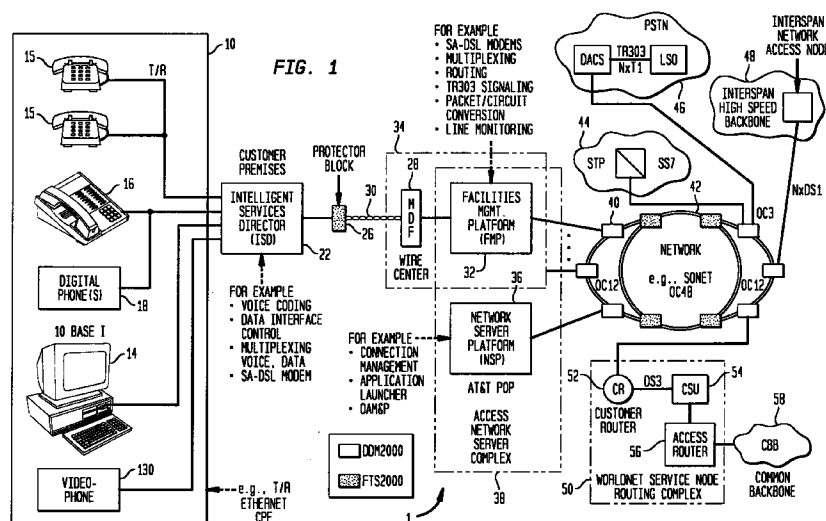 FIG. 1
10
15
T/R
15
16
DIGITAL
PHONE(S)
18
10 BASE I
14
VIDEO-
PHONE
130
e.g., T/R
ETHERNET
CPE
CUSTOMER
PREMISES
INTELLIGENT
SERVICES
DIRECTOR
(ISD)
22
FOR EXAMPLE
• VOICE CODING
• DATA INTERFACE
CONTROL
• MULTIPLEXING
VOICE, DATA
• SA-DSL MODEM
PROTECTOR
BLOCK
26
30
34
28
MDF
WIRE
CENTER
FOR EXAMPLE
• SA-DSL MODEMS
• MULTIPLEXING
• ROUTING
• TR303 SIGNALING
• PACKET/CIRCUIT
CONVERSION
• LINE MONITORING
FACILITIES
MGMT.
PLATFORM
(FMP)
32
36
NETWORK
SERVER
PLATFORM
(NSP)
FOR EXAMPLE
• CONNECTION
MANAGEMENT
• APPLICATION
LAUNCHER
• OAM&P
AT&T POP
ACCESS
NETWORK
SERVER
COMPLEX
38
DDM2000
FTS2000
1
PSTN
DACS
TR303
NxT1
LSO
46
INTERSPAN
NETWORK
ACCESS NODE
48
INTERSPAN
HIGH SPEED
BACKBONE
NxDS1
44
STP
SS7
40
42
OC3
NETWORK
e.g., SONET
OC48
OC12
OC12
52
CR
DS3
CSU
54
CUSTOMER
ROUTER
56
ACCESS
ROUTER
58
CBB
COMMON
BACKBONE
50
WORLDNET SERVICE NODE
ROUTING COMPLEX